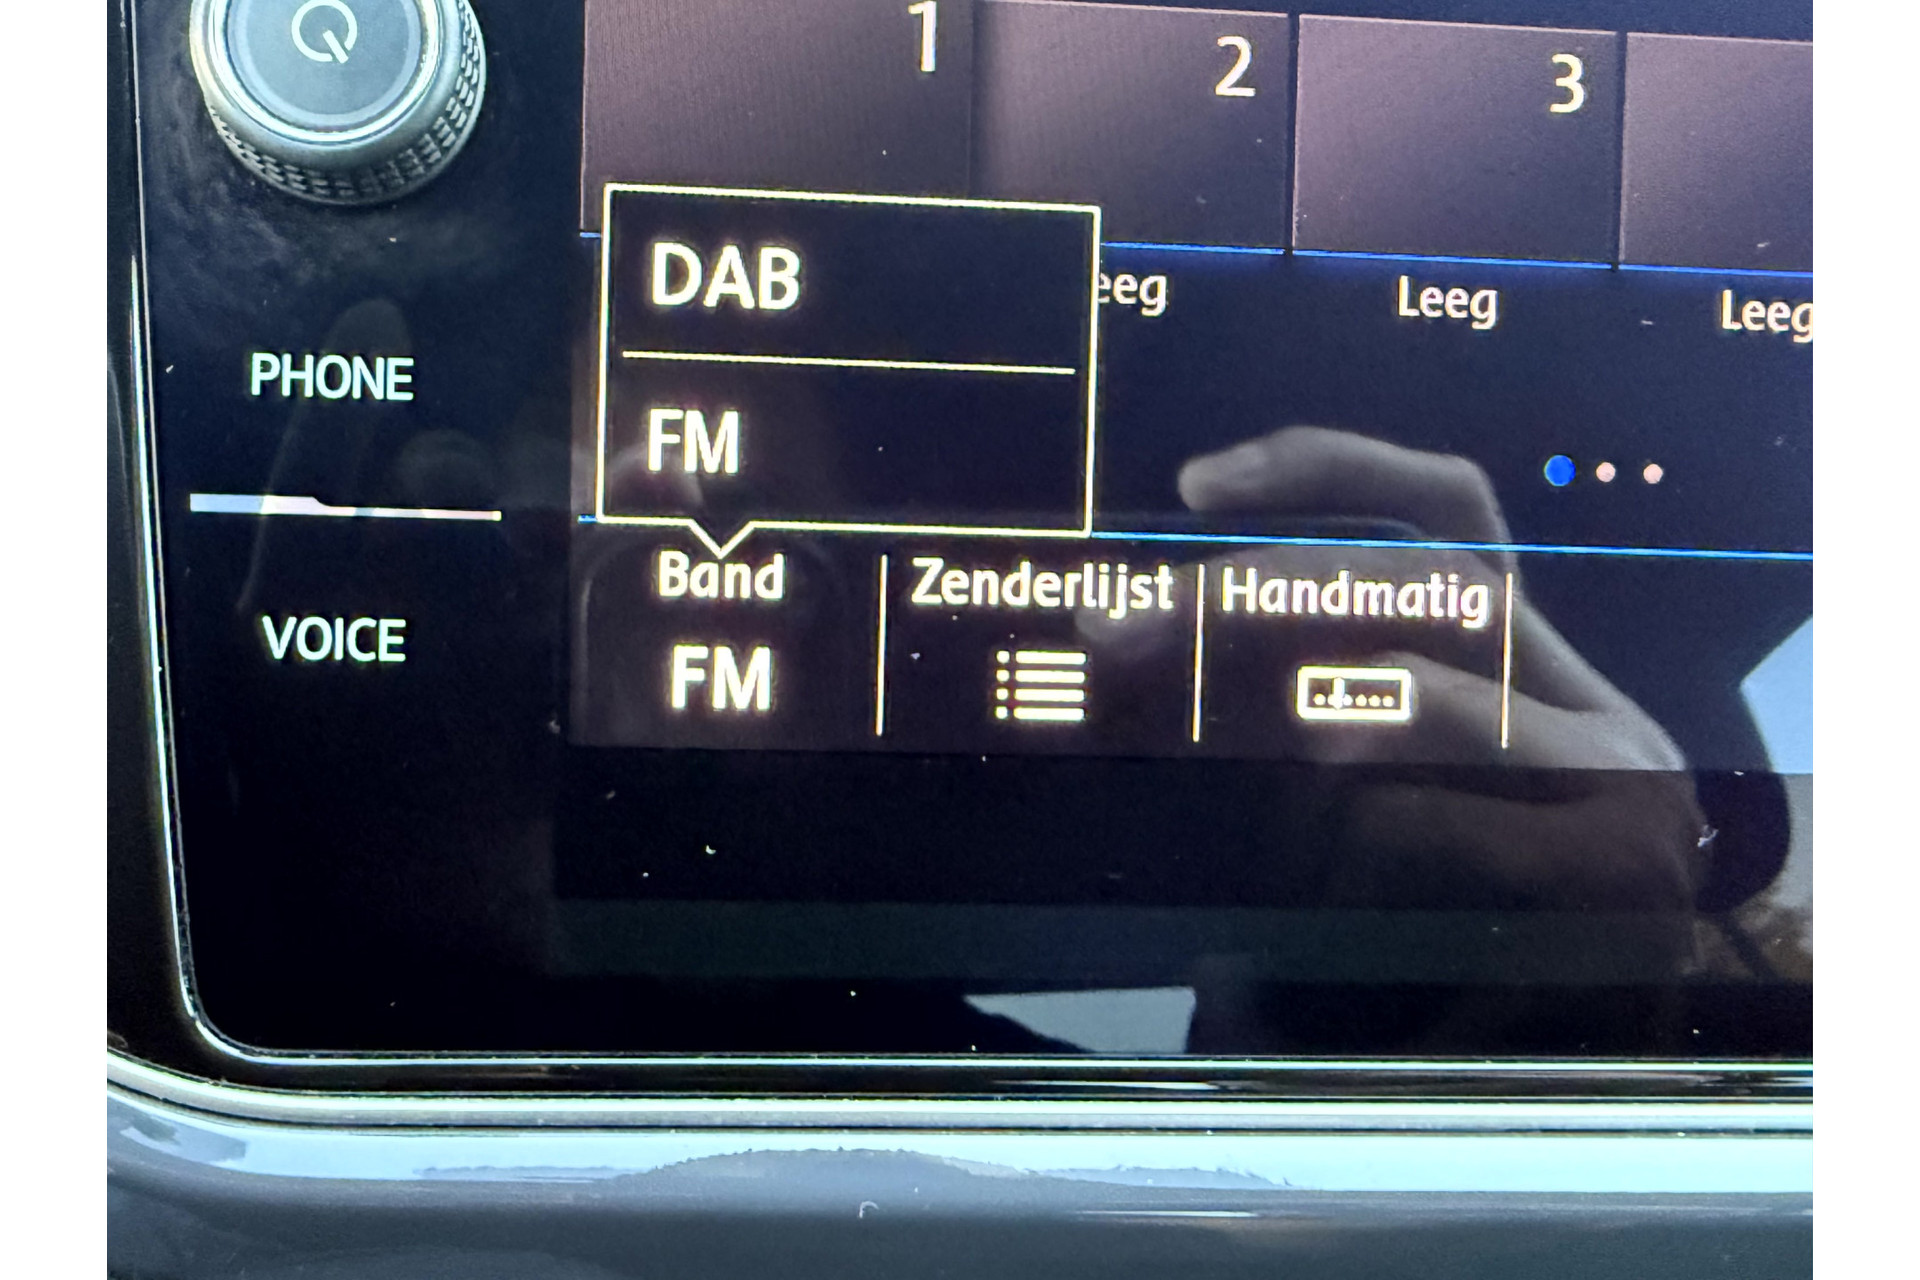 1
2
3
DAB
eeg
Leeg
Leeg
PHONE
FM
Band
Zenderlijst
Handmatig
VOICE
FM